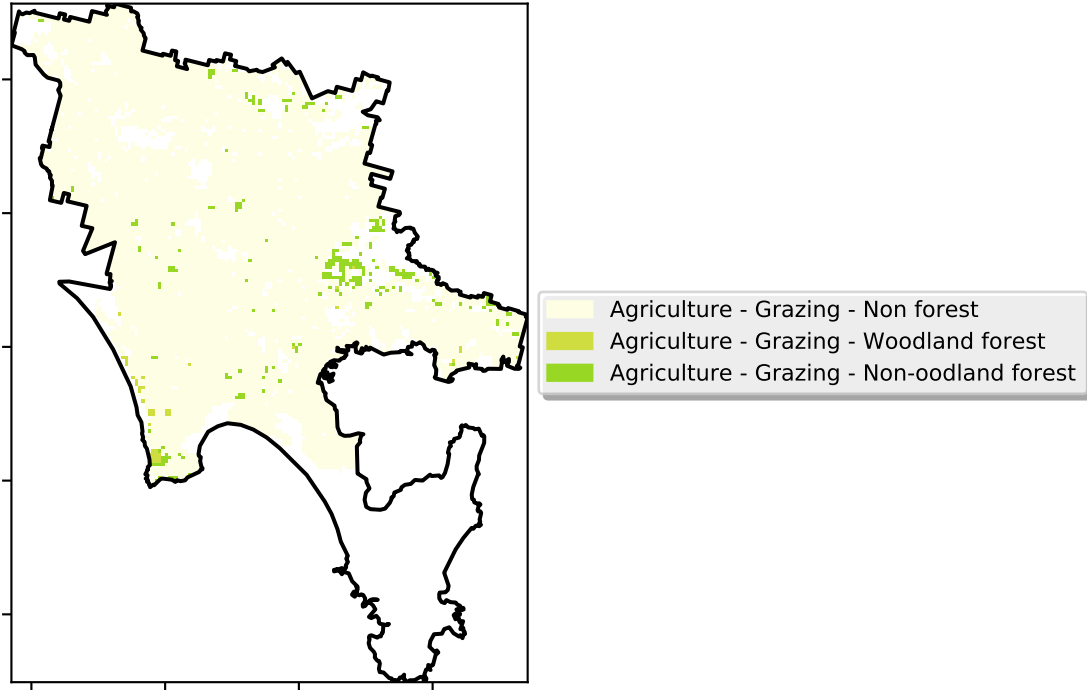 Agriculture - Grazing - Non forest
Agriculture - Grazing - Woodland forest
Agriculture - Grazing - Non-oodland forest